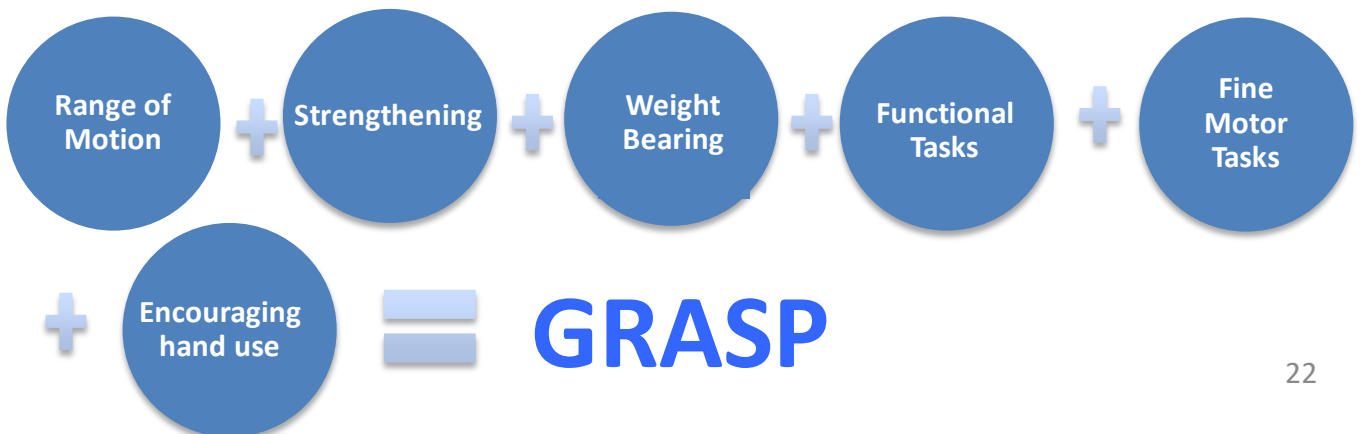 Range of
Motion
Strengthening
Weight
Bearing
Functional
Tasks
Fine
Motor
Tasks
Encouraging
hand use
GRASP
22